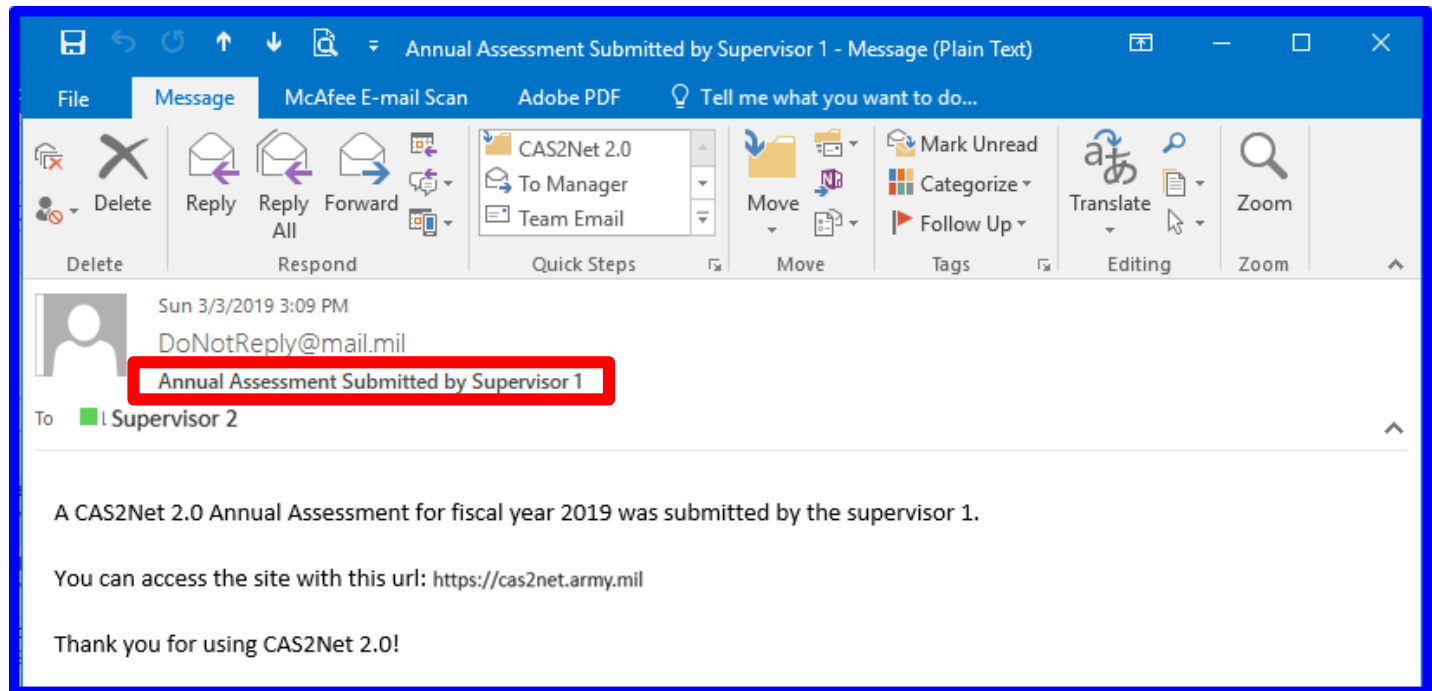 Annual Assessment Submitted by Supervisor 1 - Message (Plain Text)
File Message McAfee E-mail Scan Adobe PDF Tell me what you want to do...
Delete
Reply
Reply All
Forward
CAS2Net 2.0
To Manager
Team Email
Move
Mark Unread
Categorize
Follow Up
Translate
Zoom
Delete Respond Quick Steps Move Tags Editing Zoom
Sun 3/3/2019 3:09 PM
DoNotReply@mail.mil
Annual Assessment Submitted by Supervisor 1
To Supervisor 2
A CAS2Net 2.0 Annual Assessment for fiscal year 2019 was submitted by the supervisor 1.
You can access the site with this url: https://cas2net.army.mil
Thank you for using CAS2Net 2.0!